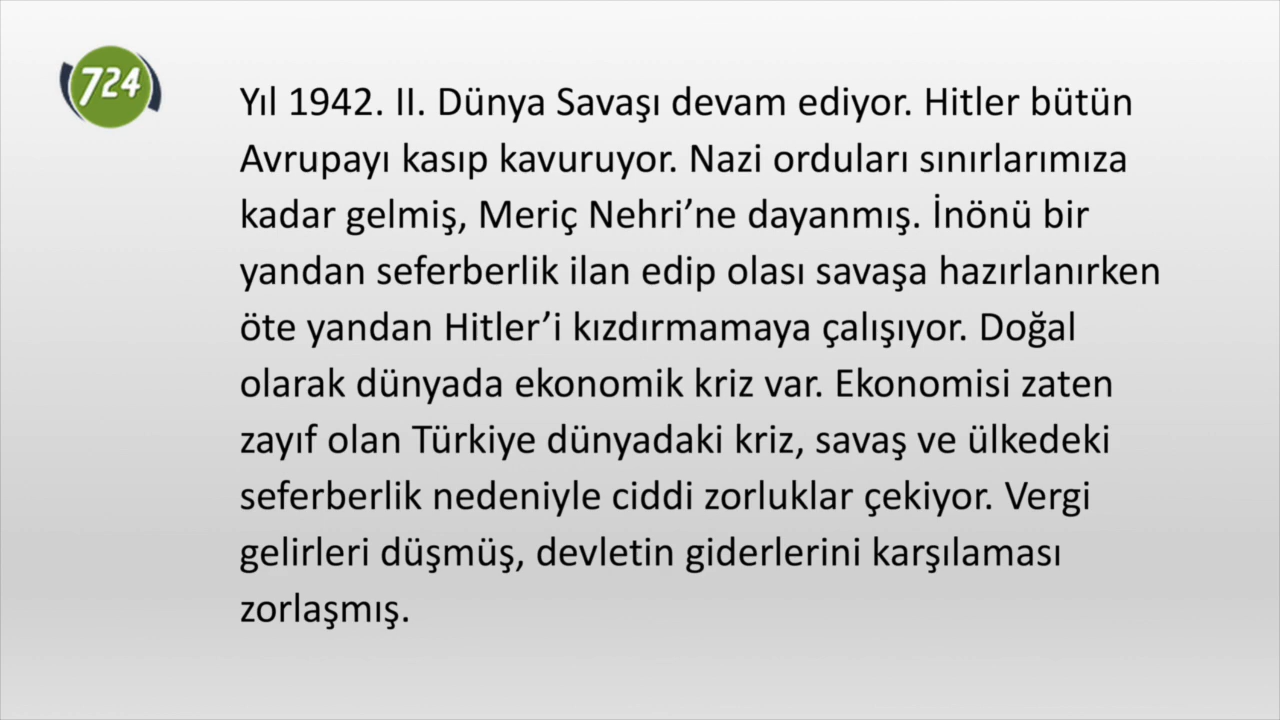 724
Yıl 1942. II. Dünya Savaşı devam ediyor. Hitler bütün
Avrupayı kasıp kavuruyor. Nazi orduları sınırlarımıza
kadar gelmiş, Meriç Nehri’ne dayanmış. İnönü bir
yandan seferberlik ilan edip olası savaşa hazırlanırken
öte yandan Hitler’i kızdırmamaya çalışıyor. Doğal
olarak dünyada ekonomik kriz var. Ekonomisi zaten
zayıf olan Türkiye dünyadaki kriz, savaş ve ülkedeki
seferberlik nedeniyle ciddi zorluklar çekiyor. Vergi
gelirleri düşmüş, devletin giderlerini karşılaması
zorlaşmış.